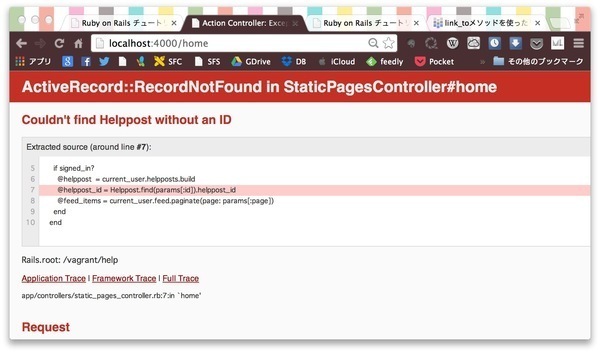 Ruby on Rails チュートリ
Action Controller: Excep
Ruby on Rails チュート
link_toメソッドを使った
localhost:4000/home
アプリ
SFC
SFS
GDrive
DB
iCloud
feedly
Pocket
»
その他のブックマーク
ActiveRecord::RecordNotFound in StaticPagesController#home
Couldn't find Helppost without an ID
Extracted source (around line #7):
5 if signed_in?
6 @helppost = current_user.helpposts.build
7 @helppost_id = Helppost.find(params[:id]).helppost_id
8 @feed_items = current_user.feed.paginate(page: params[:page])
9 end
10 end
Rails.root: /vagrant/help
Application Trace | Framework Trace | Full Trace
app/controllers/static_pages_controller.rb:7:in `home'
Request